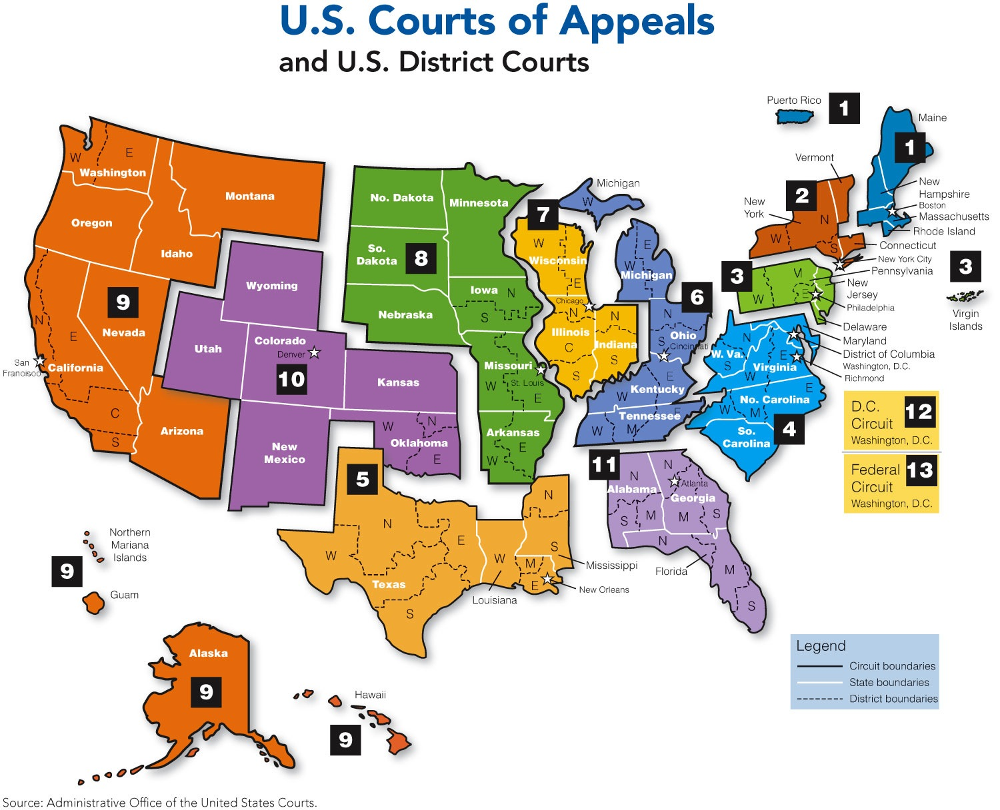 U.S. Courts of Appeals
and U.S. District Courts
Puerto Rico
1
Maine
1
Vermont
2
New
York
N
W
S
New
Hampshire
Boston
Massachusetts
Rhode Island
Connecticut
New York City
Pennsylvania
3
3
M
W
E
New
Jersey
Philadelphia
Virgin
Islands
Delaware
Maryland
District of Columbia
Washington, D.C.
Richmond
W
E
Washington
Montana
Oregon
Idaho
9
Nevada
N
E
San
Francisco
California
C
S
Arizona
Wyoming
Utah
Colorado
Denver
10
Kansas
New
Mexico
W
N
Oklahoma
E
No. Dakota
Minnesota
So.
Dakota
8
Nebraska
Iowa
N
S
Missouri
St. Louis
W
E
Arkansas
E
W
7
Michigan
W
W
Wisconsin
E
Chicago
N
Illinois
C
S
N
Indiana
S
E
W
Michigan
6
N
Ohio
S
Cincinnati
E
Kentucky
W
Tennessee
E
W
M
N
W. Va.
S
E
Virginia
W
E
No. Carolina
W
M
So.
Carolina
4
D.C.
Circuit
12
Washington, D.C.
Federal
Circuit
13
Washington, D.C.
5
N
W
E
Texas
S
W
M
E
N
S
Mississippi
New Orleans
Louisiana
11
N
Alabama
S
M
N
Atlanta
Georgia
M
S
N
Florida
M
S
Northern
Mariana
Islands
9
Guam
Alaska
9
Hawaii
9
Legend
Circuit boundaries
State boundaries
District boundaries
Source: Administrative Office of the United States Courts.